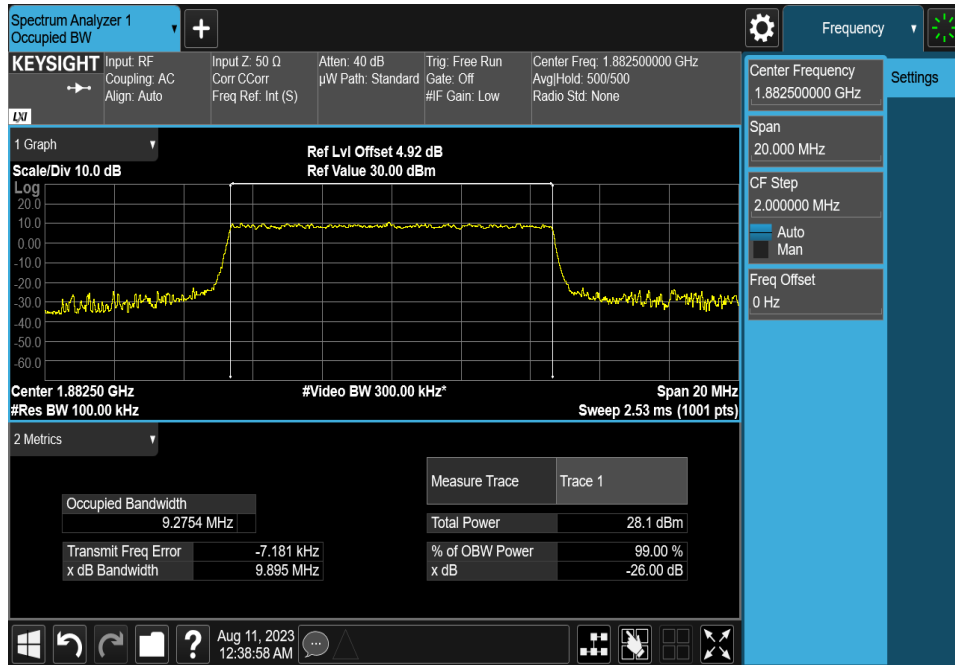 Spectrum Analyzer 1
Occupied BW
+
Frequency
KEYSIGHT
Input: RF
Coupling: AC
Align: Auto
Input Z: 50 Ω
Corr CCorr
Freq Ref: Int (S)
Atten: 40 dB
µW Path: Standard
Trig: Free Run
Gate: Off
#IF Gain: Low
Center Freq: 1.882500000 GHz
Avg|Hold: 500/500
Radio Std: None
LXI
Center Frequency
1.882500000 GHz
Settings
Span
20.000 MHz
CF Step
2.000000 MHz
Auto
Man
Freq Offset
0 Hz
1 Graph
Scale/Div 10.0 dB
Ref Lvl Offset 4.92 dB
Ref Value 30.00 dBm
Log
20.0
10.0
0.00
-10.0
-20.0
-30.0
-40.0
-50.0
-60.0
Center 1.88250 GHz
#Video BW 300.00 kHz*
Span 20 MHz
#Res BW 100.00 kHz
Sweep 2.53 ms (1001 pts)
2 Metrics
Measure Trace Trace 1
Occupied Bandwidth
9.2754 MHz
Total Power 28.1 dBm
Transmit Freq Error -7.181 kHz
% of OBW Power 99.00 %
x dB Bandwidth 9.895 MHz
x dB -26.00 dB
?
Aug 11, 2023
12:38:58 AM